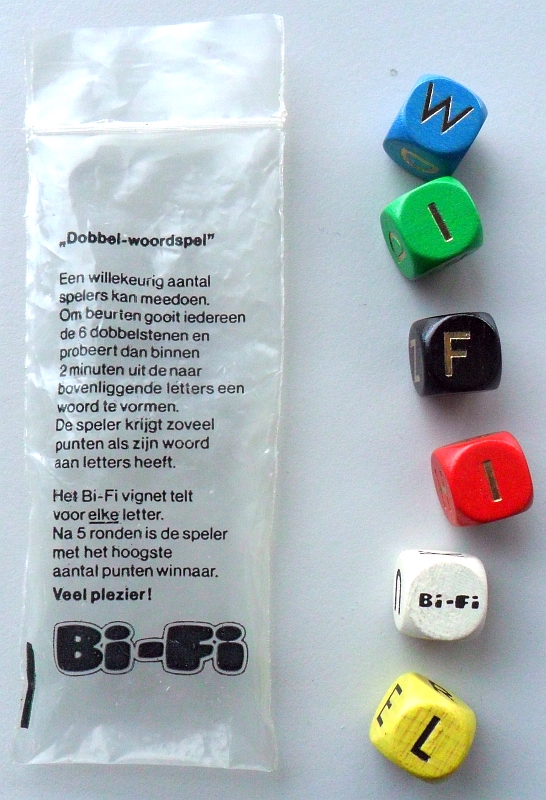 „Dobbel-woordspel”
Een willekeurig aantal
spelers kan meedoen.
Om beurten gooit iedereen
de 6 dobbelstenen en
probeert dan binnen
2 minuten uit de naar
bovenliggende letters een
woord te vormen.
De speler krijgt zoveel
punten als zijn woord
aan letters heeft.
Het Bi-Fi vignet telt
voor elke letter.
Na 5 ronden is de speler
met het hoogste
aantal punten winnaar.
Veel plezier!
Bi-Fi
W
I
F
I
Bi-Fi
L
E